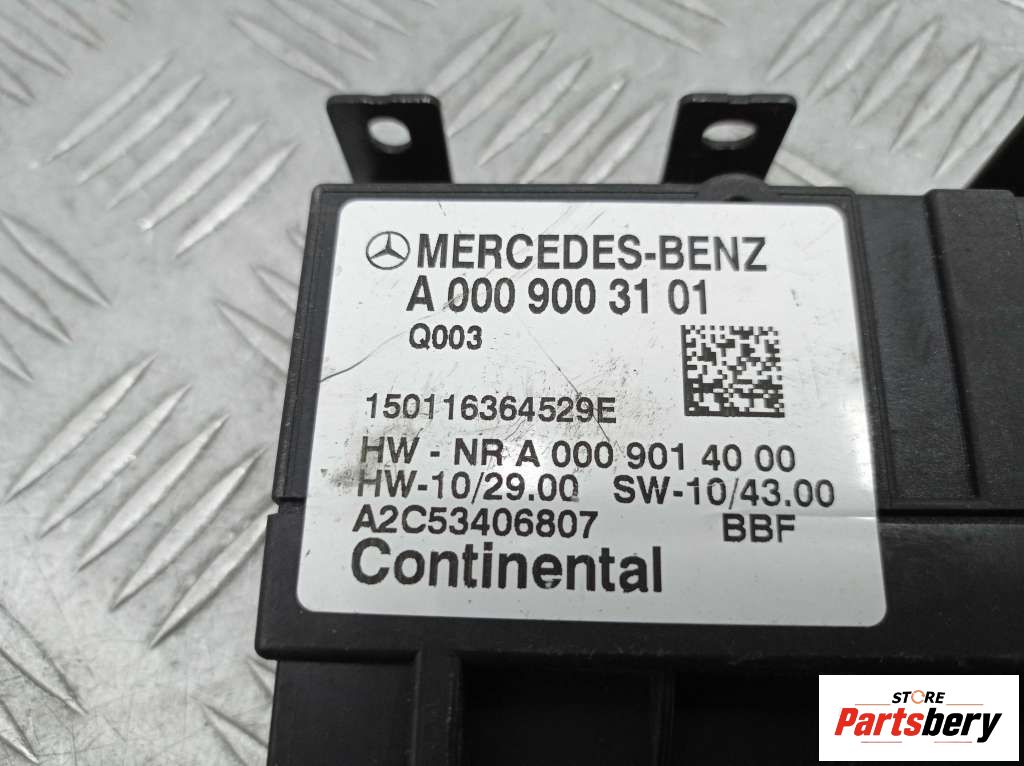 MERCEDES-BENZ
A 000 900 31 01
Q003
150116364529E
HW - NR A 000 901 40 00
HW-10/29.00 SW-10/43.00
A2C53406807 BBF
Continental
STORE
Partsbery